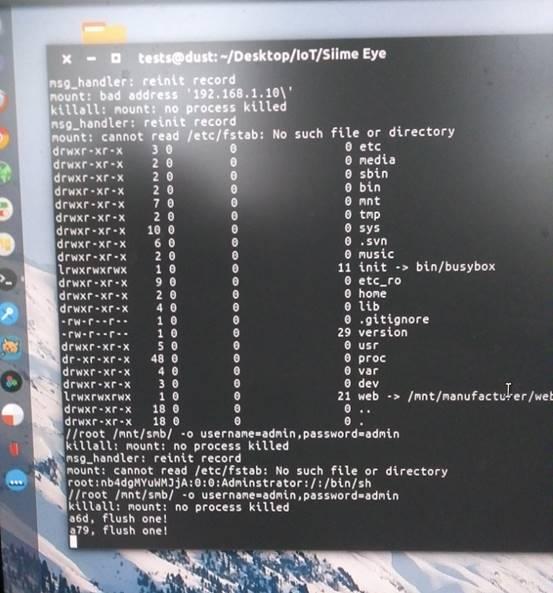 tests@dust: ~/Desktop/IoT/Siime Eye
msg_handler: reinit record
mount: bad address '192.168.1.10\'
killall: mount: no process killed
msg_handler: reinit record
mount: cannot read /etc/fstab: No such file or directory
drwxr-xr-x 3 0 0 0 etc
drwxr-xr-x 2 0 0 0 media
drwxr-xr-x 2 0 0 0 sbin
drwxr-xr-x 2 0 0 0 bin
drwxr-xr-x 7 0 0 0 mnt
drwxr-xr-x 2 0 0 0 tmp
drwxr-xr-x 10 0 0 0 sys
drwxr-xr-x 6 0 0 0 .svn
drwxr-xr-x 2 0 0 0 music
lrwxrwxrwx 1 0 0 11 init -> bin/busybox
drwxr-xr-x 9 0 0 0 etc_ro
drwxr-xr-x 2 0 0 0 home
drwxr-xr-x 4 0 0 0 lib
-rw-r--r-- 1 0 0 0 .gitignore
-rw-r--r-- 1 0 0 29 version
drwxr-xr-x 5 0 0 0 usr
dr-xr-xr-x 48 0 0 0 proc
drwxr-xr-x 4 0 0 0 var
drwxr-xr-x 3 0 0 0 dev
lrwxrwxrwx 1 0 0 21 web -> /mnt/manufacturer/web
drwxr-xr-x 18 0 0 0 ..
drwxr-xr-x 18 0 0 0 .
//root /mnt/smb/ -o username=admin,password=admin
killall: mount: no process killed
msg_handler: reinit record
mount: cannot read /etc/fstab: No such file or directory
root:nb4dgMYuWMJjA:0:0:Adminstrator:/:/bin/sh
//root /mnt/smb/ -o username=admin,password=admin
killall: mount: no process killed
a6d, flush one!
a79, flush one!